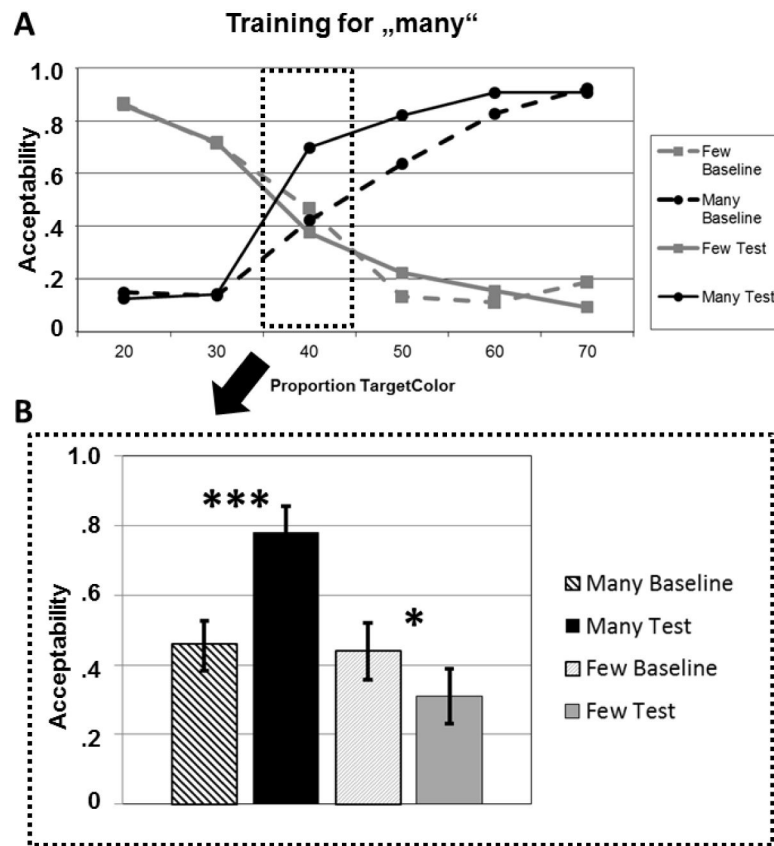 A
Training for „many“
1.0
.8
.6
.4
.2
0
Acceptability
20 30 40 50 60 70
Proportion TargetColor
Few
Baseline
Many
Baseline
Few Test
Many Test
B
1.0
.8
.6
.4
.2
0
Acceptability
***
*
Many Baseline
Many Test
Few Baseline
Few Test